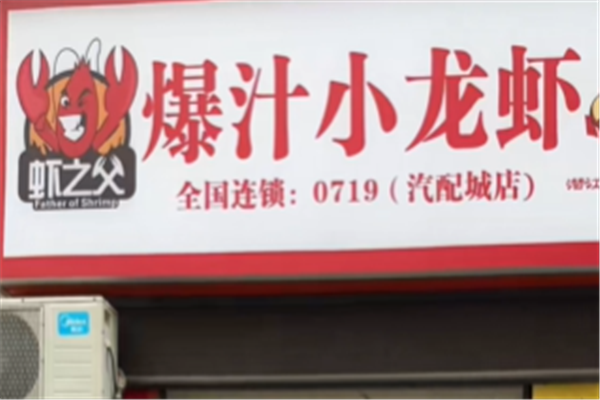 爆汁小龙虾
虾之父
Father of Shrimp
全国连锁：0719（汽配城店）
Midea